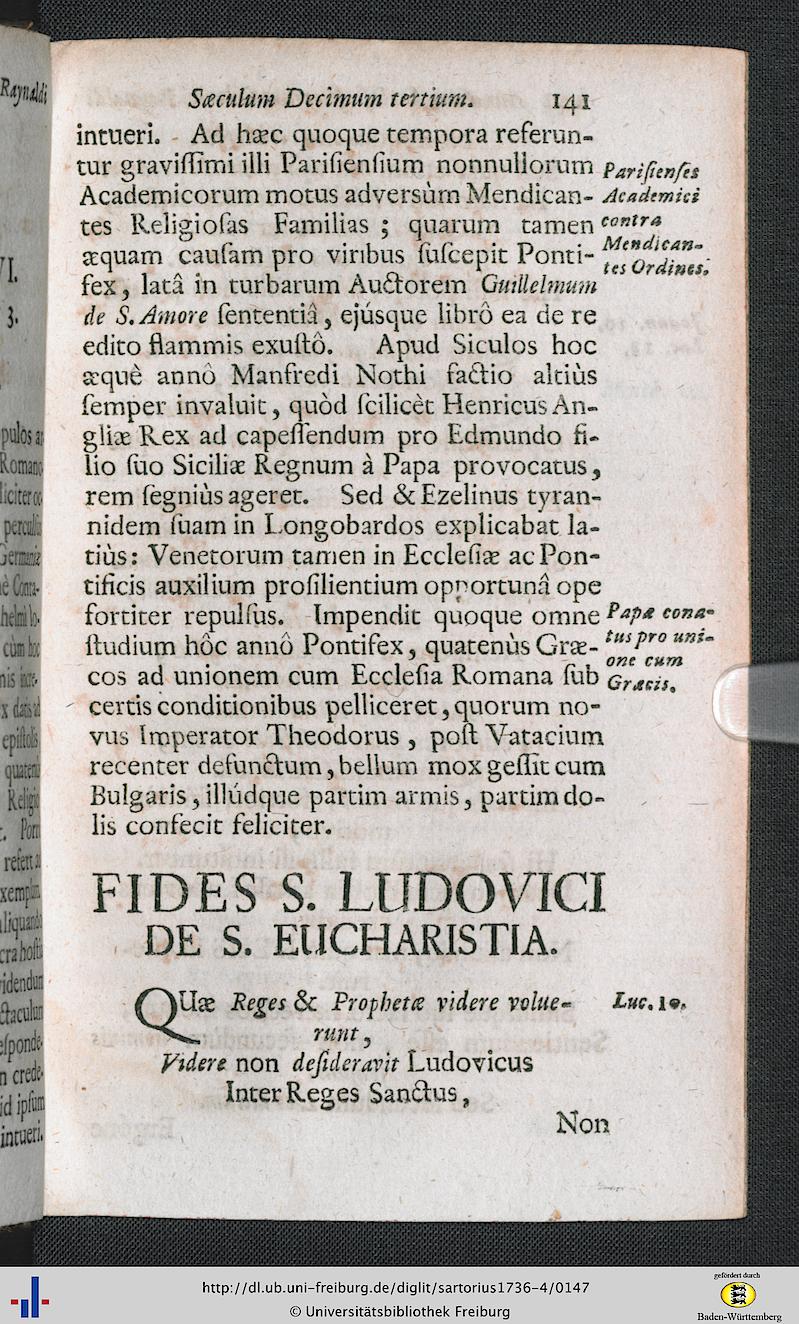 Sæculum Decimum tertium. 141
intueri. Ad hæc quoque tempora referun-
tur graviſſimi illi Pariſienſium nonnullorum
Academicorum motus adversùm Mendican-
tes Religioſas Familias ; quarum tamen
æquam cauſam pro viribus ſuſcepit Ponti-
fex, latâ in turbarum Auctorem Guillelmum
de S. Amore ſententiâ, ejúsque librô ea de re
edito flammis exuſtô. Apud Siculos hoc
æquè annô Manfredi Nothi factio altiùs
ſemper invaluit, quòd ſcilicèt Henricus An-
gliæ Rex ad capeſſendum pro Edmundo fi-
lio ſuo Siciliæ Regnum à Papa provocatus,
rem ſegniùs ageret. Sed & Ezelinus tyran-
nidem ſuam in Longobardos explicabat la-
tiùs: Venetorum tamen in Eccleſiæ ac Pon-
tificis auxilium proſilientium opportunâ ope
fortiter repulſus. Impendit quoque omne
ſtudium hôc annô Pontifex, quatenùs Græ-
cos ad unionem cum Eccleſia Romana ſub
certis conditionibus pelliceret, quorum no-
vus Imperator Theodorus, poſt Vatacium
recenter defunctum, bellum mox geſſit cum
Bulgaris, illúdque partim armis, partim do-
lis confecit feliciter.
Pariſienſes
Academici
contra
Mendican-
tes Ordines.
Papæ cona-
tus pro uni-
one cum
Græcis.
FIDES S. LUDOVICI
DE S. EUCHARISTIA.
QUæ Reges & Prophetæ videre volue-
runt,
Luc. 10.
Videre non deſideravit Ludovicus
Inter Reges Sanctus,
Non
Raynaldi
VI.
3.
pulos
intueri.
http://dl.ub.uni-freiburg.de/diglit/sartorius1736-4/0147
© Universitätsbibliothek Freiburg
gefördert durch
Baden-Württemberg